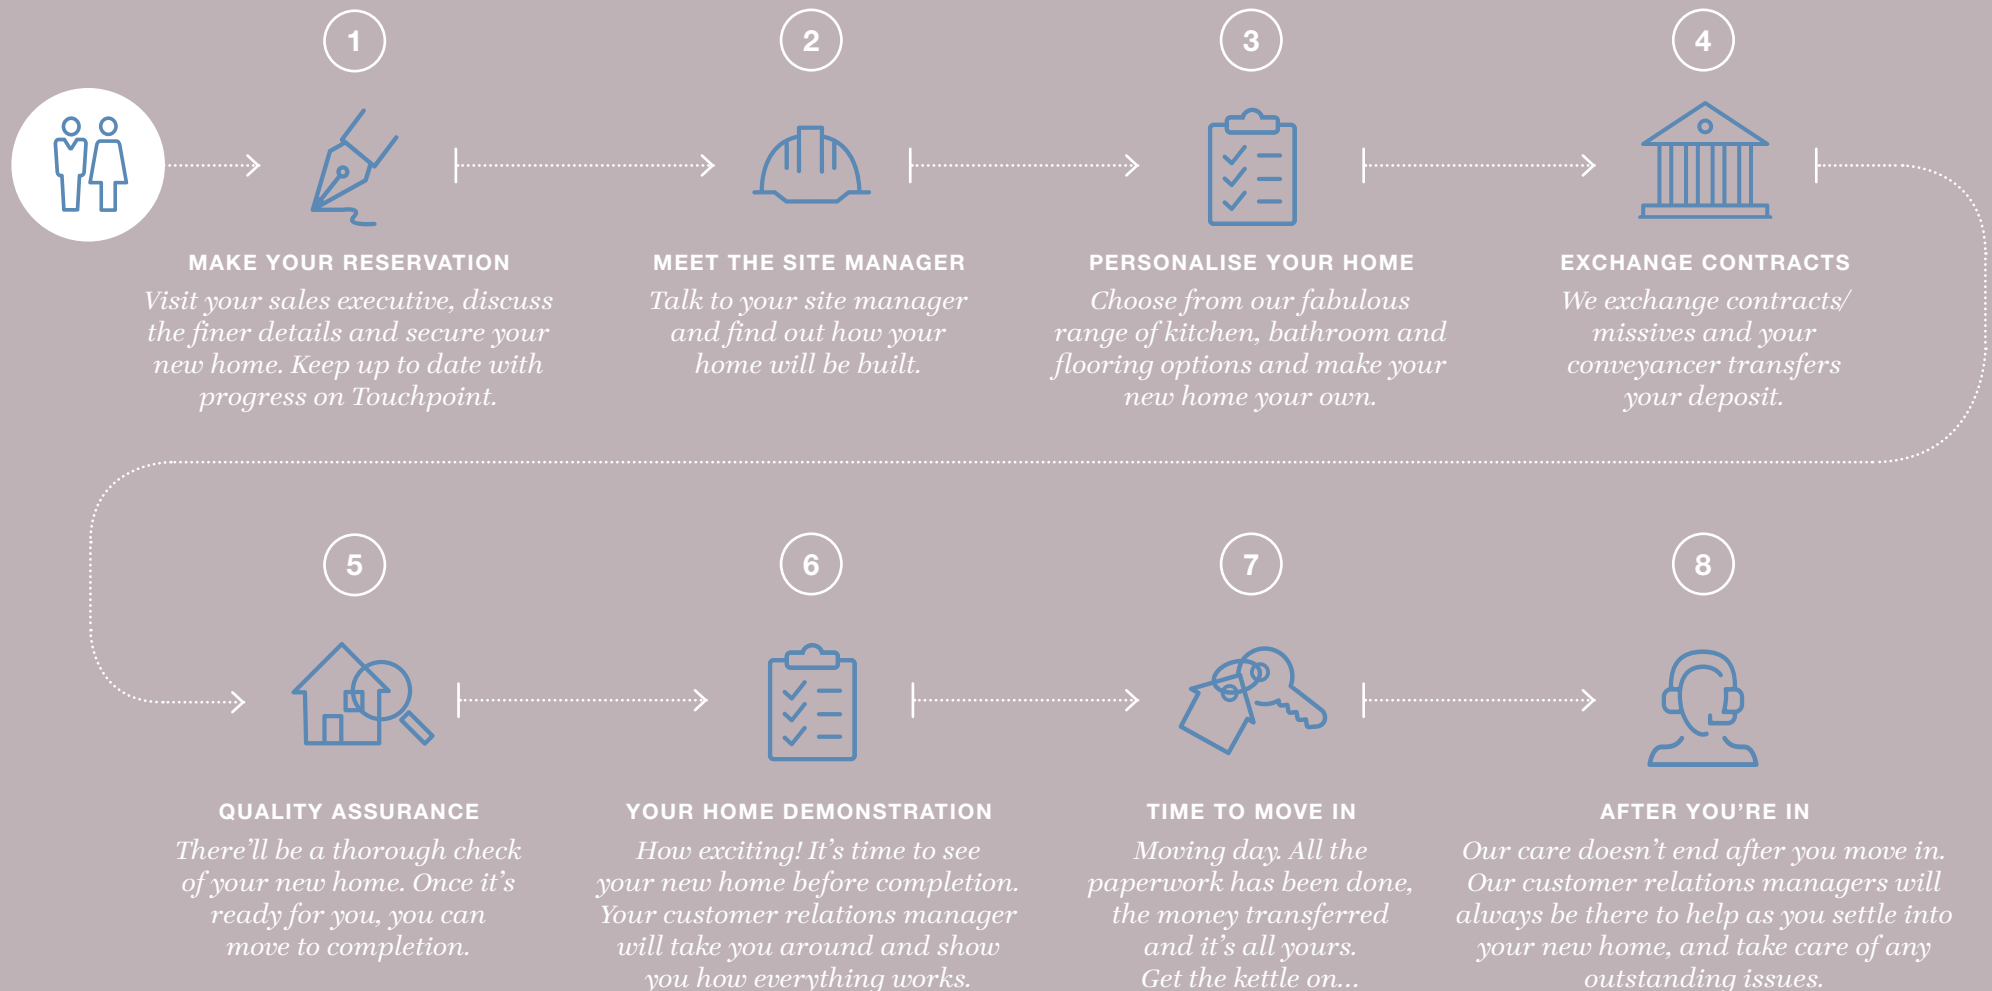 1
MAKE YOUR RESERVATION
Visit your sales executive, discuss
the finer details and secure your
new home. Keep up to date with
progress on Touchpoint.
2
MEET THE SITE MANAGER
Talk to your site manager
and find out how your
home will be built.
3
PERSONALISE YOUR HOME
Choose from our fabulous
range of kitchen, bathroom and
flooring options and make your
new home your own.
4
EXCHANGE CONTRACTS
We exchange contracts/
missives and your
conveyancer transfers
your deposit.
5
QUALITY ASSURANCE
There’ll be a thorough check
of your new home. Once it’s
ready for you, you can
move to completion.
6
YOUR HOME DEMONSTRATION
How exciting! It’s time to see
your new home before completion.
Your customer relations manager
will take you around and show
you how everything works.
7
TIME TO MOVE IN
Moving day. All the
paperwork has been done,
the money transferred
and it’s all yours.
Get the kettle on...
8
AFTER YOU’RE IN
Our care doesn’t end after you move in.
Our customer relations managers will
always be there to help as you settle into
your new home, and take care of any
outstanding issues.